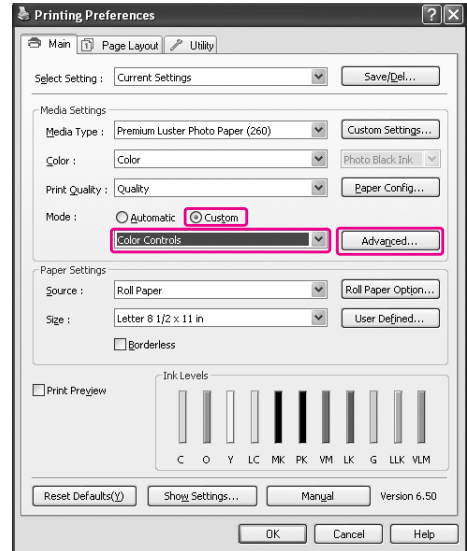 Printing Preferences
Main Page Layout Utility
Select Setting : Current Settings Save/Del...
Media Settings
Media Type : Premium Luster Photo Paper (260) Custom Settings...
Color : Color Photo Black Ink
Print Quality : Quality Paper Config...
Mode : Automatic Custom
Color Controls Advanced...
Paper Settings
Source : Roll Paper Roll Paper Option...
Size : Letter 8 1/2 x 11 in User Defined...
Borderless
Ink Levels
Print Preview
C O Y LC MK PK VM LK G LLK VLM
Reset Defaults(Y) Show Settings... Manual Version 6.50
OK Cancel Help